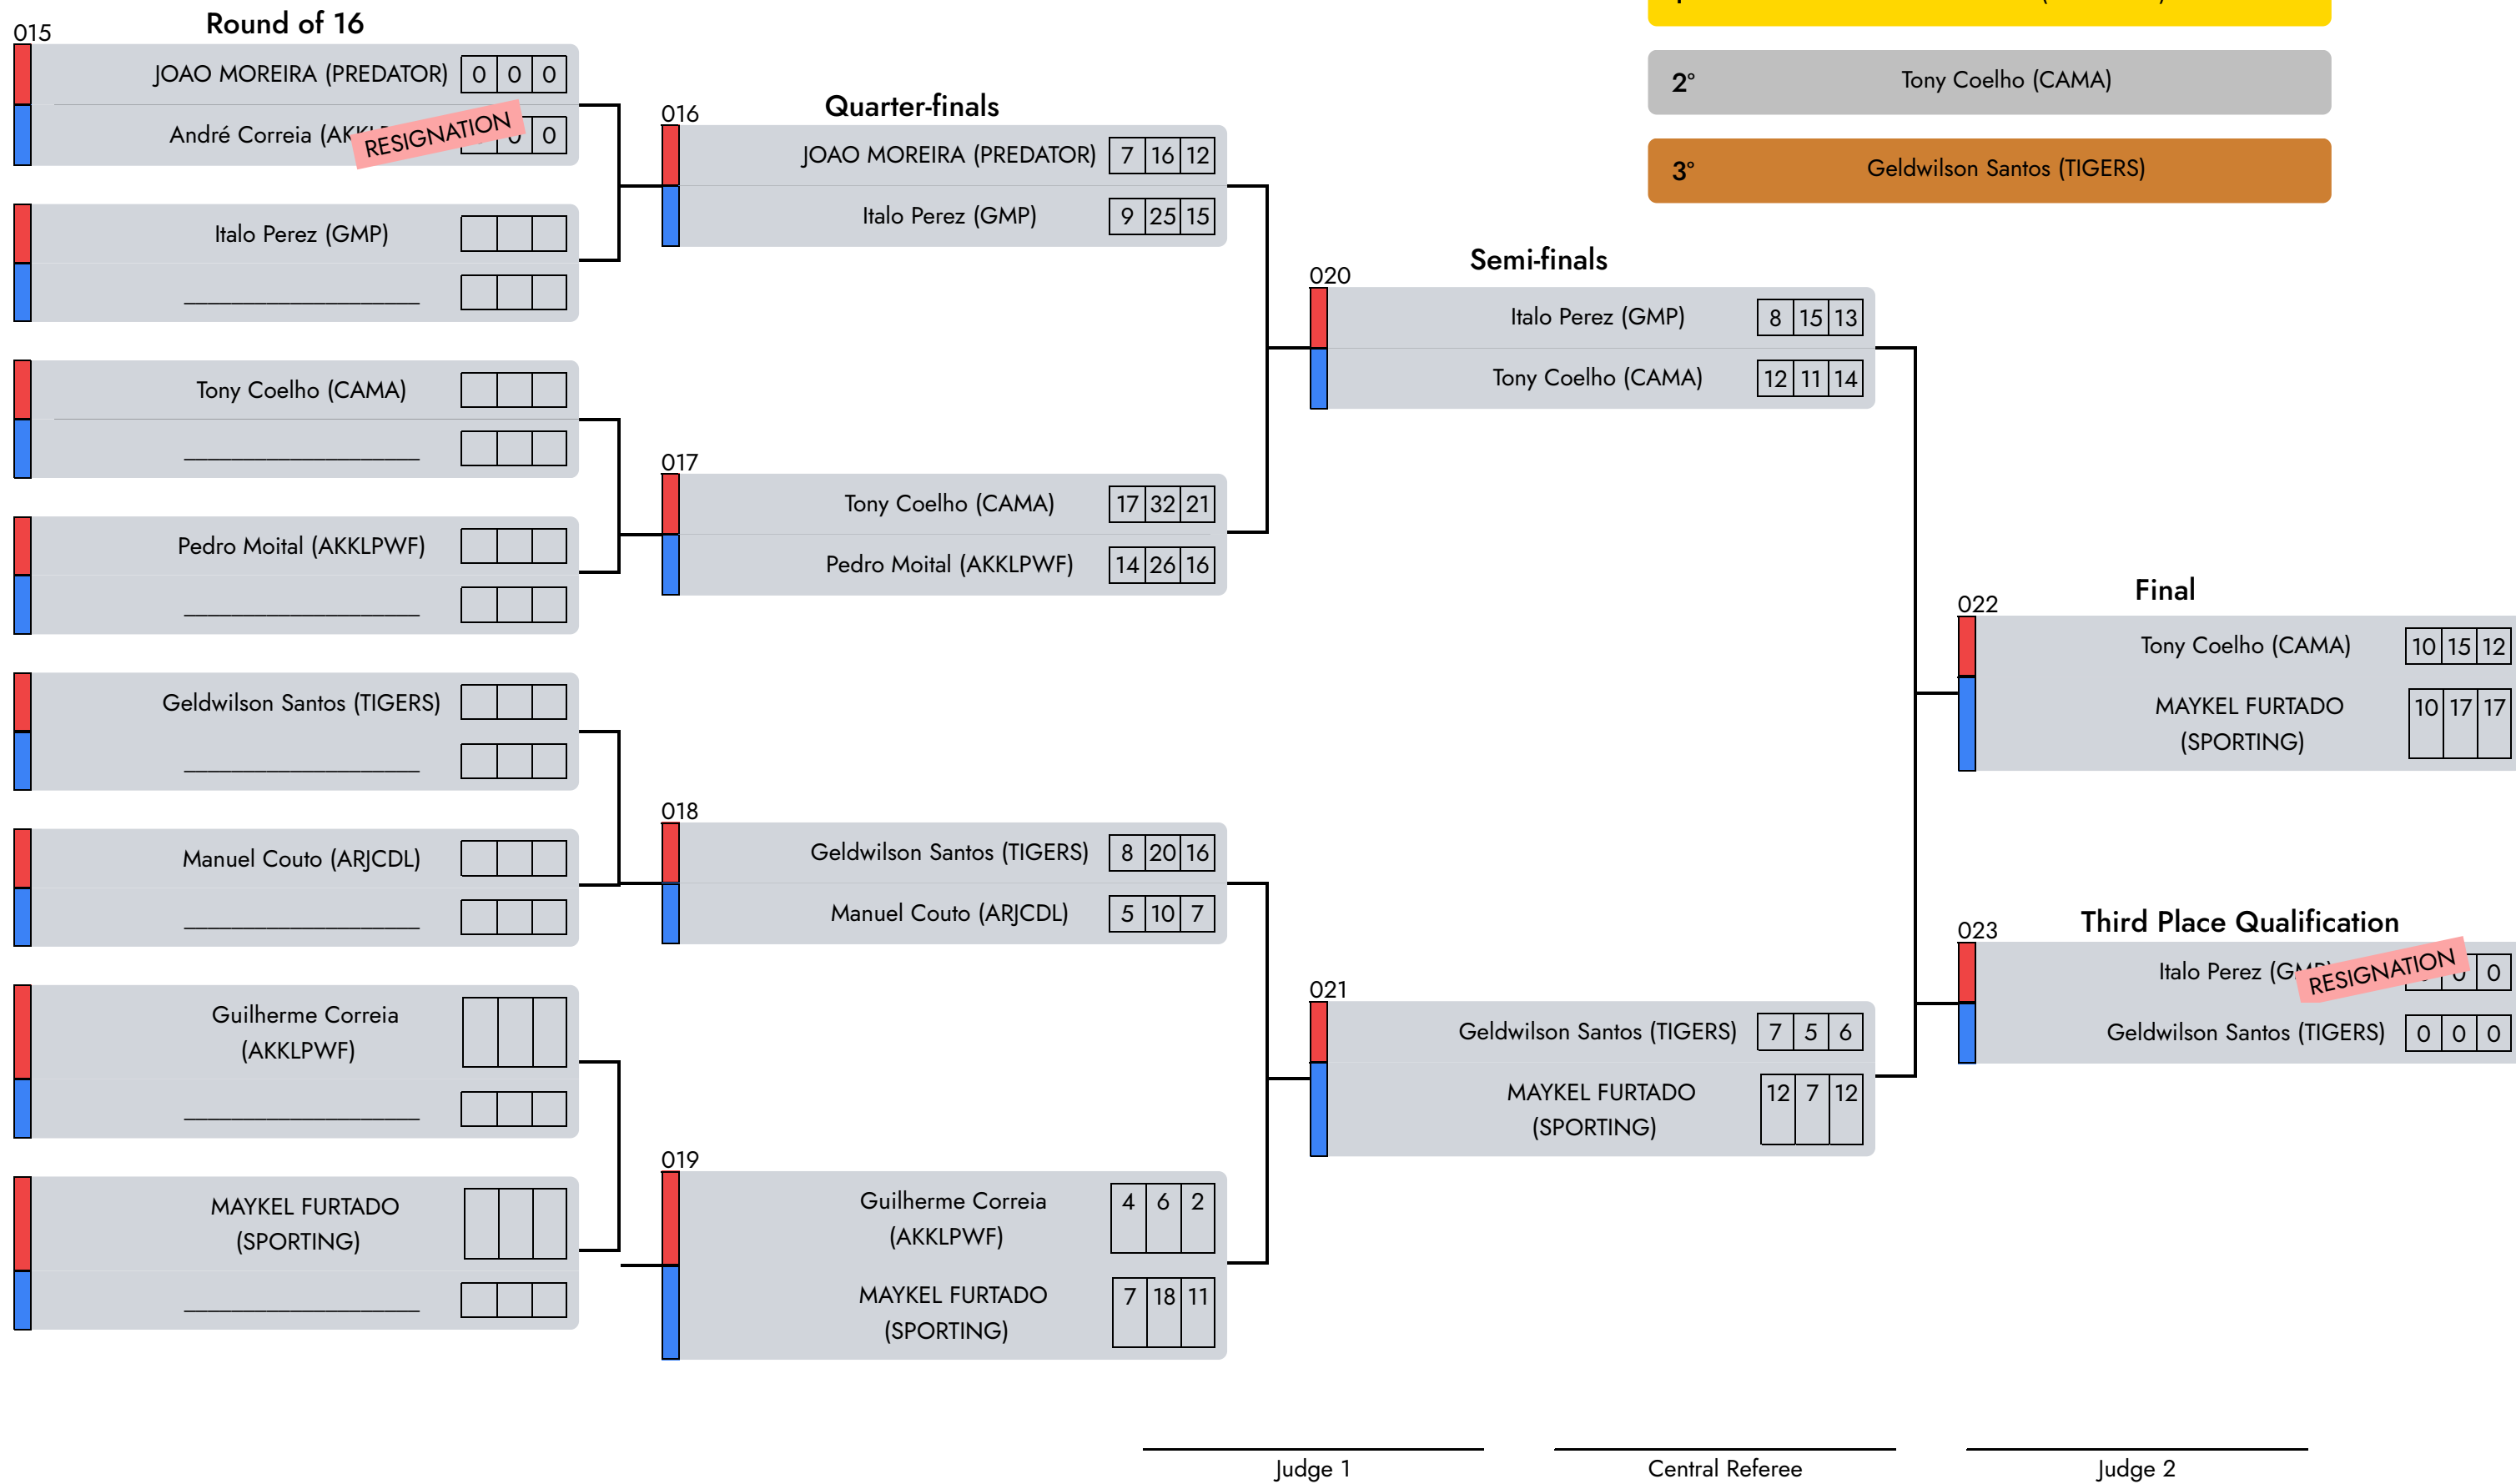 2° Tony Coelho (CAMA)
3° Geldwilson Santos (TIGERS)
Round of 16
015
JOAO MOREIRA (PREDATOR) 0 0 0
André Correia 0
RESIGNATION
Italo Perez (GMP)
____________________
Tony Coelho (CAMA)
____________________
Pedro Moital (AKKLPWF)
____________________
Geldwilson Santos (TIGERS)
____________________
Manuel Couto (ARJCDL)
____________________
Guilherme Correia
(AKKLPWF)
____________________
MAYKEL FURTADO
(SPORTING)
____________________
Quarter-finals
016
JOAO MOREIRA (PREDATOR) 7 16 12
Italo Perez (GMP) 9 25 15
017
Tony Coelho (CAMA) 17 32 21
Pedro Moital (AKKLPWF) 14 26 16
018
Geldwilson Santos (TIGERS) 8 20 16
Manuel Couto (ARJCDL) 5 10 7
019
Guilherme Correia 4 6 2
(AKKLPWF)
MAYKEL FURTADO 7 18 11
(SPORTING)
Semi-finals
020
Italo Perez (GMP) 8 15 13
Tony Coelho (CAMA) 12 11 14
021
Geldwilson Santos (TIGERS) 7 5 6
MAYKEL FURTADO 12 7 12
(SPORTING)
Final
022
Tony Coelho (CAMA) 10 15 12
MAYKEL FURTADO 10 17 17
(SPORTING)
Third Place Qualification
023
Italo Perez 0
RESIGNATION
Geldwilson Santos (TIGERS) 0 0 0
Judge 1
Central Referee
Judge 2